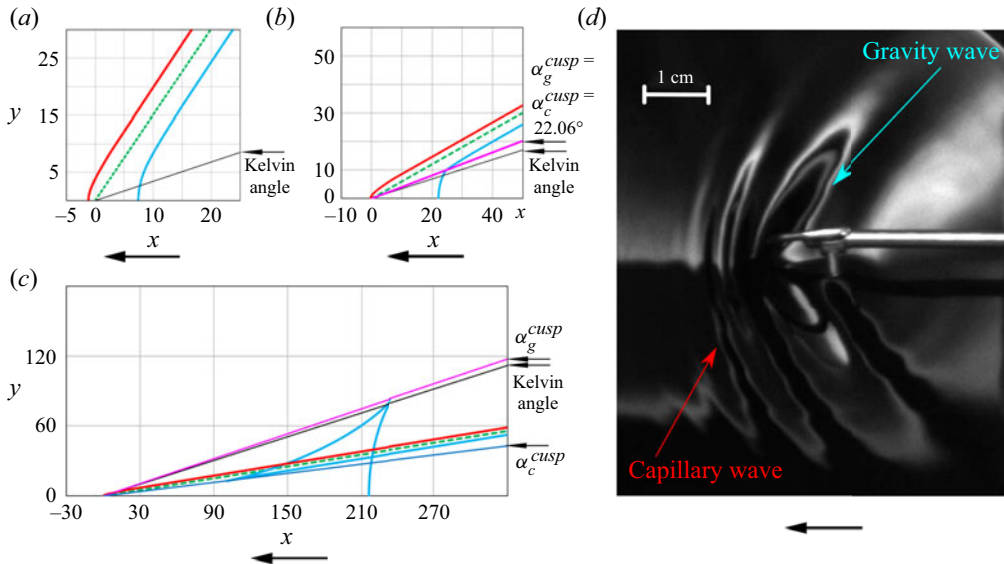 (a)
25
15
5
y
–5
0
10
20
x
Kelvin
angle
(b)
60
50
30
10
0
–10
0
20
40
x
x
α_g^cusp =
α_c^cusp =
22.06°
Kelvin
angle
(c)
120
60
0
y
–30
30
90
150
210
270
x
α_g^cusp
Kelvin
angle
α_c^cusp
(d)
Gravity wave
1 cm
Capillary wave